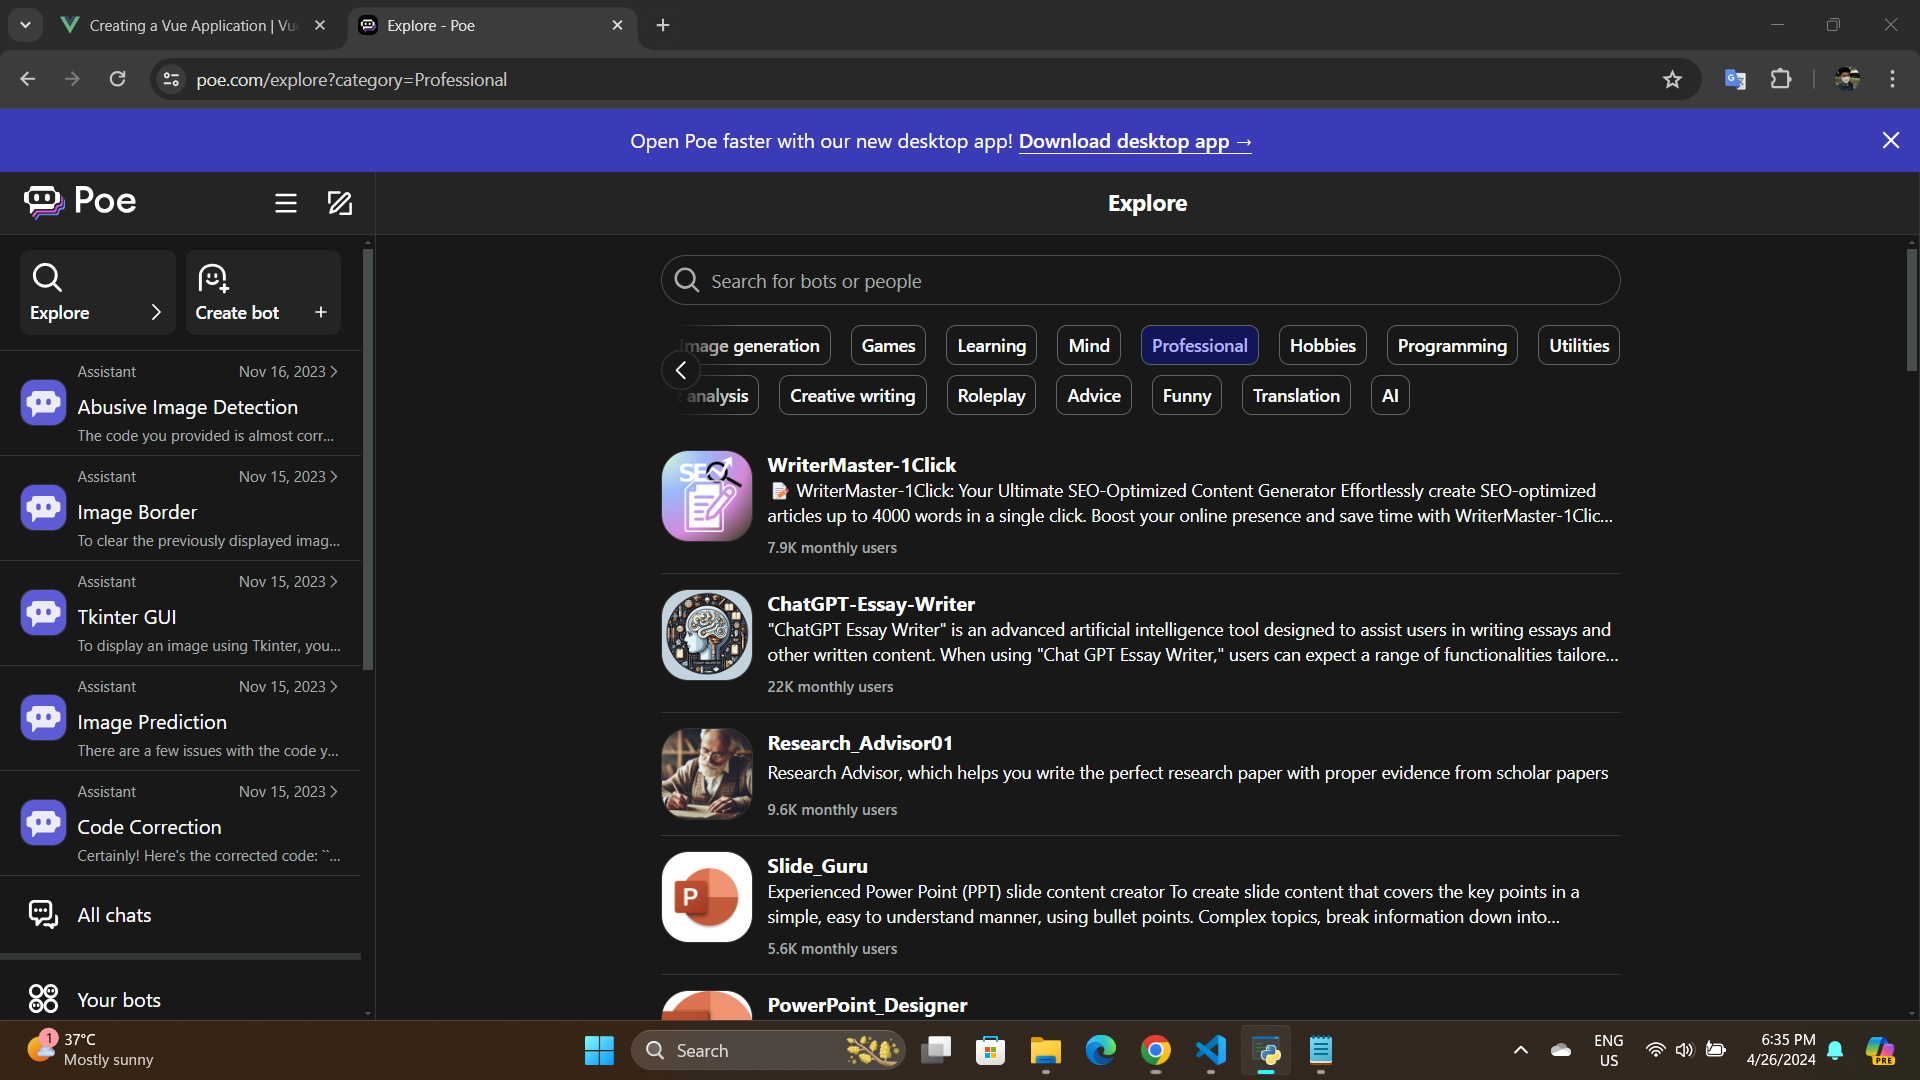 Creating a Vue Application | Vu
Explore - Poe
poe.com/explore?category=Professional
Open Poe faster with our new desktop app! Download desktop app →
Poe
Explore
Explore
Create bot +
Search for bots or people
Image generation
Games
Learning
Mind
Professional
Hobbies
Programming
Utilities
analysis
Creative writing
Roleplay
Advice
Funny
Translation
AI
Assistant Nov 16, 2023
Abusive Image Detection
The code you provided is almost corr...
Assistant Nov 15, 2023
Image Border
To clear the previously displayed imag...
Assistant Nov 15, 2023
Tkinter GUI
To display an image using Tkinter, you...
Assistant Nov 15, 2023
Image Prediction
There are a few issues with the code y...
Assistant Nov 15, 2023
Code Correction
Certainly! Here's the corrected code: ``...
All chats
Your bots
SEO
WriterMaster-1Click
📝 WriterMaster-1Click: Your Ultimate SEO-Optimized Content Generator Effortlessly create SEO-optimized
articles up to 4000 words in a single click. Boost your online presence and save time with WriterMaster-1Clic...
7.9K monthly users
ChatGPT-Essay-Writer
"ChatGPT Essay Writer" is an advanced artificial intelligence tool designed to assist users in writing essays and
other written content. When using "Chat GPT Essay Writer," users can expect a range of functionalities tailore...
22K monthly users
Research_Advisor01
Research Advisor, which helps you write the perfect research paper with proper evidence from scholar papers
9.6K monthly users
P
Slide_Guru
Experienced Power Point (PPT) slide content creator To create slide content that covers the key points in a
simple, easy to understand manner, using bullet points. Complex topics, break information down into...
5.6K monthly users
PowerPoint_Designer
1
37°C
Mostly sunny
Search
ENG
US
6:35 PM
4/26/2024
PRE